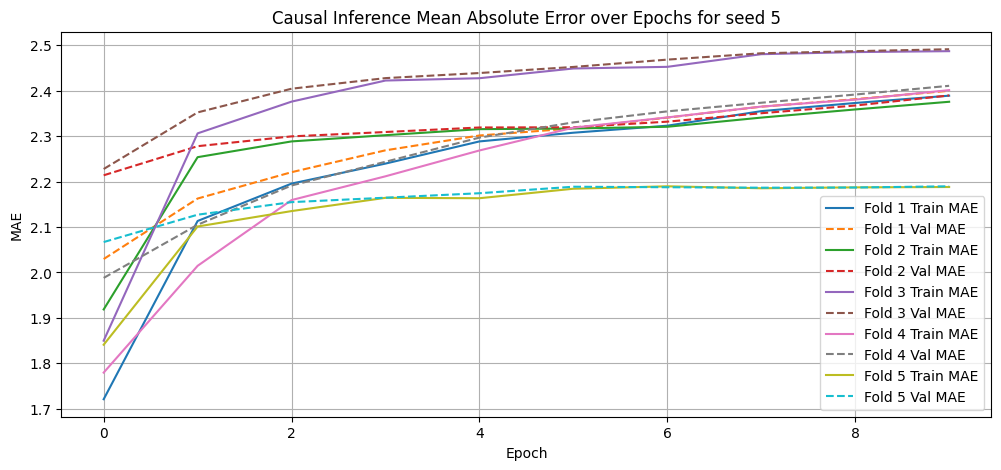 Causal Inference Mean Absolute Error over Epochs for seed 5
MAE
2.5
2.4
2.3
2.2
2.1
2.0
1.9
1.8
1.7
0
2
4
6
8
Epoch
Fold 1 Train MAE
Fold 1 Val MAE
Fold 2 Train MAE
Fold 2 Val MAE
Fold 3 Train MAE
Fold 3 Val MAE
Fold 4 Train MAE
Fold 4 Val MAE
Fold 5 Train MAE
Fold 5 Val MAE